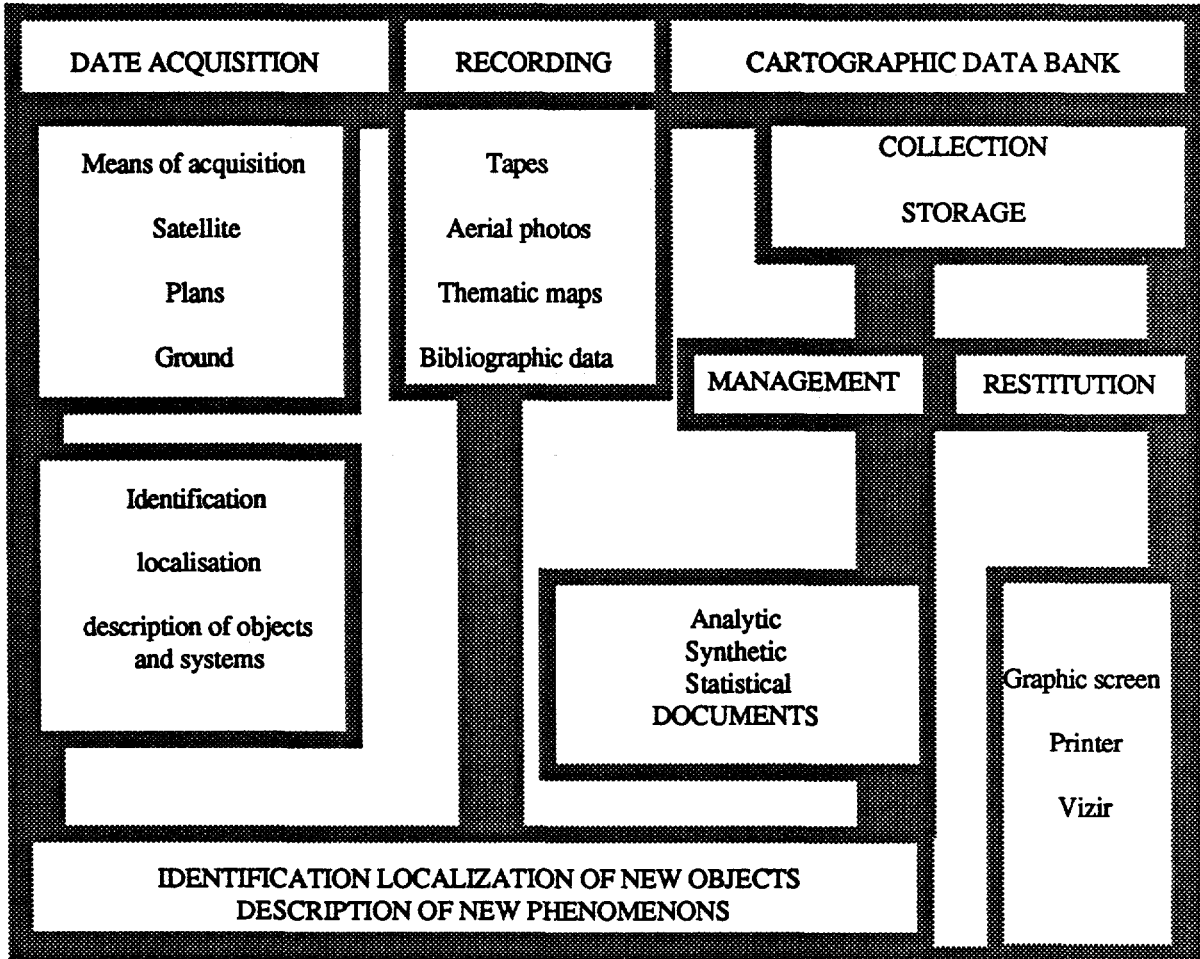 DATE ACQUISITION
RECORDING
CARTOGRAPHIC DATA BANK
Means of acquisition
Satellite
Plans
Ground
Tapes
Aerial photos
Thematic maps
Bibliographic data
COLLECTION
STORAGE
MANAGEMENT
RESTITUTION
Identification
localisation
description of objects
and systems
Analytic
Synthetic
Statistical
DOCUMENTS
Graphic screen
Printer
Vizir
IDENTIFICATION LOCALIZATION OF NEW OBJECTS
DESCRIPTION OF NEW PHENOMENONS